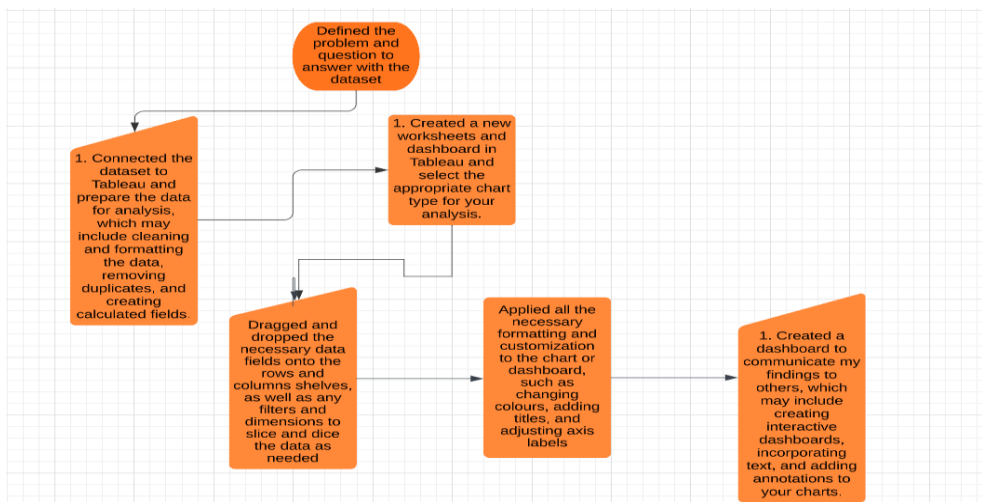 Defined the
problem and
question to
answer with the
dataset
1. Connected the
dataset to
Tableau and
prepare the data
for analysis,
which may
include cleaning
and formatting
the data,
removing
duplicates, and
creating
calculated fields.
1. Created a new
worksheets and
dashboard in
Tableau and
select the
appropriate chart
type for your
analysis.
Dragged and
dropped the
necessary data
fields onto the
rows and
columns shelves,
as well as any
filters and
dimensions to
slice and dice
the data as
needed
Applied all the
necessary
formatting and
customization
to the chart or
dashboard,
such as
changing
colours, adding
titles, and
adjusting axis
labels
1. Created a
dashboard to
communicate my
findings to
others, which
may include
creating
interactive
dashboards,
incorporating
text, and adding
annotations to
your charts.